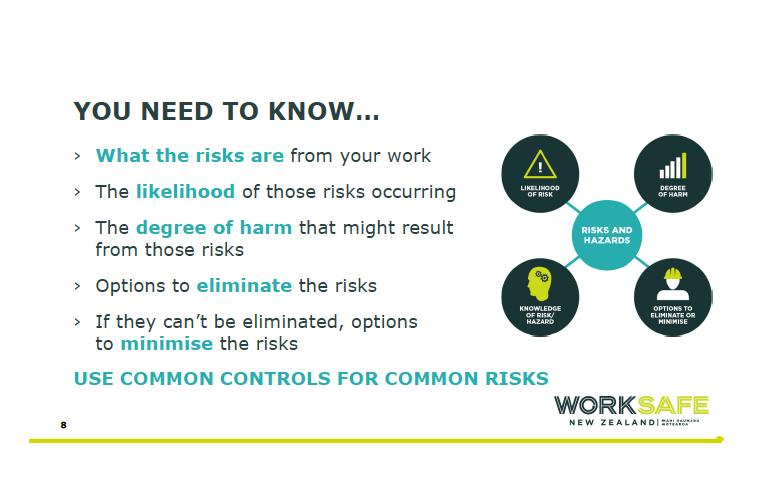 YOU NEED TO KNOW…
› What the risks are from your work
› The likelihood of those risks occurring
› The degree of harm that might result
from those risks
› Options to eliminate the risks
› If they can’t be eliminated, options
to minimise the risks
USE COMMON CONTROLS FOR COMMON RISKS
LIKELIHOOD
OF RISK
DEGREE
OF HARM
RISKS AND
HAZARDS
KNOWLEDGE
OF RISK/
HAZARD
OPTIONS TO
ELIMINATE OR
MINIMISE
WORKSAFE
NEW ZEALAND
MAHI HAUMARU
AOTEAROA
8